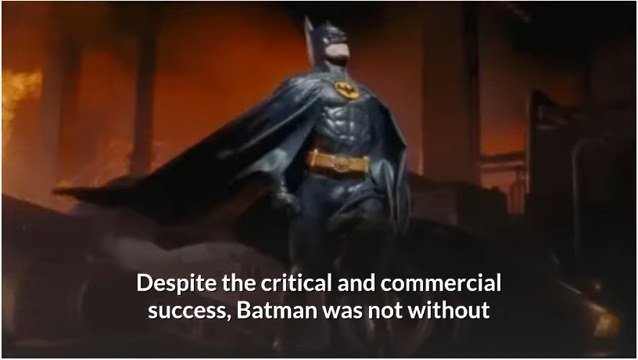 Despite the critical and commercial
success, Batman was not without